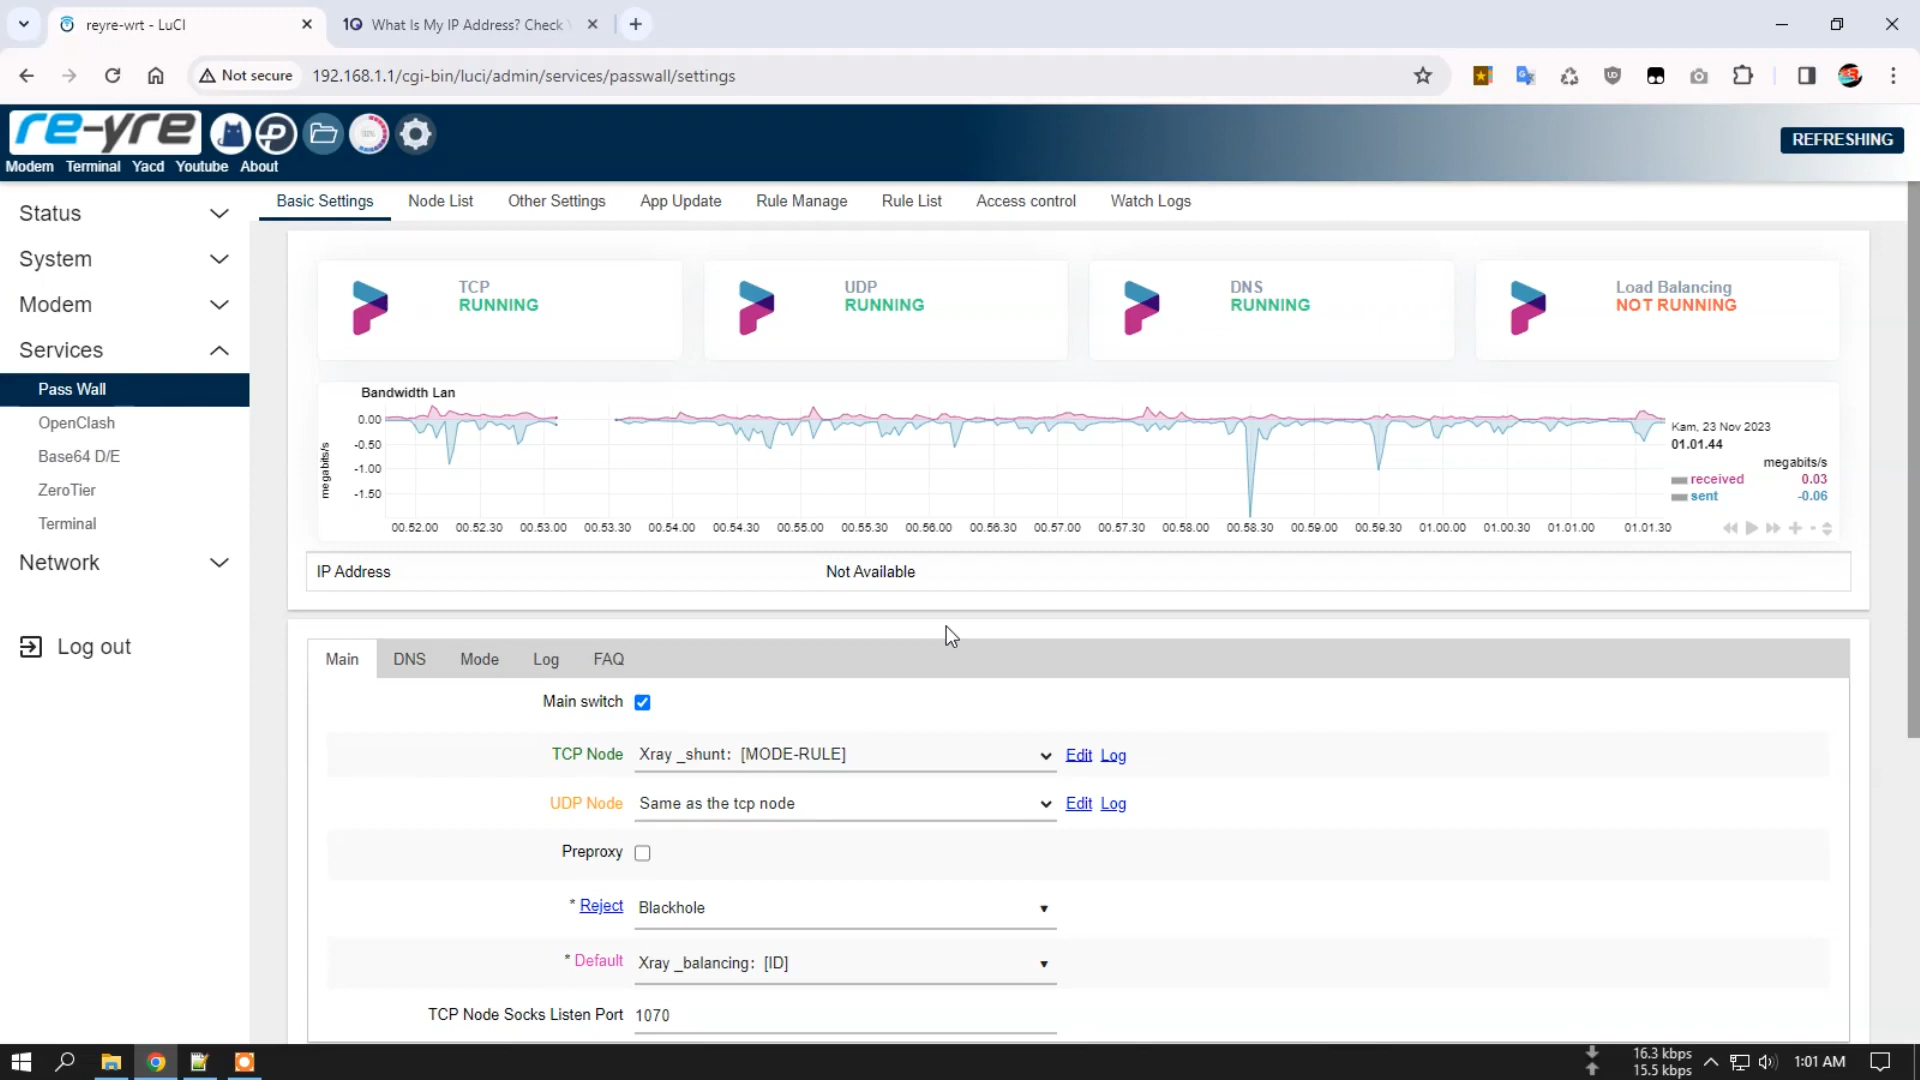 reyre-wrt - LuCI
1Q What Is My IP Address? Check
Not secure
192.168.1.1/cgi-bin/luci/admin/services/passwall/settings
re-yre
REFRESHING
Modem Terminal Yacd Youtube About
Basic Settings
Node List
Other Settings
App Update
Rule Manage
Rule List
Access control
Watch Logs
Status
System
Modem
Services
Pass Wall
OpenClash
Base64 D/E
ZeroTier
Terminal
Network
Log out
TCP
RUNNING
UDP
RUNNING
DNS
RUNNING
Load Balancing
NOT RUNNING
Bandwidth Lan
megabits/s
0.00
-0.50
-1.00
-1.50
00.52.00 00.52.30 00.53.00 00.53.30 00.54.00 00.54.30 00.55.00 00.55.30 00.56.00 00.56.30 00.57.00 00.57.30 00.58.00 00.58.30 00.59.00 00.59.30 01.00.00 01.00.30 01.01.00 01.01.30
Kam, 23 Nov 2023
01.01.44
megabits/s
received 0.03
sent -0.06
IP Address Not Available
Main DNS Mode Log FAQ
Main switch
TCP Node Xray _shunt: [MODE-RULE] Edit Log
UDP Node Same as the tcp node Edit Log
Preproxy
* Reject Blackhole
* Default Xray _balancing: [ID]
TCP Node Socks Listen Port 1070
16.3 kbps
15.5 kbps
1:01 AM